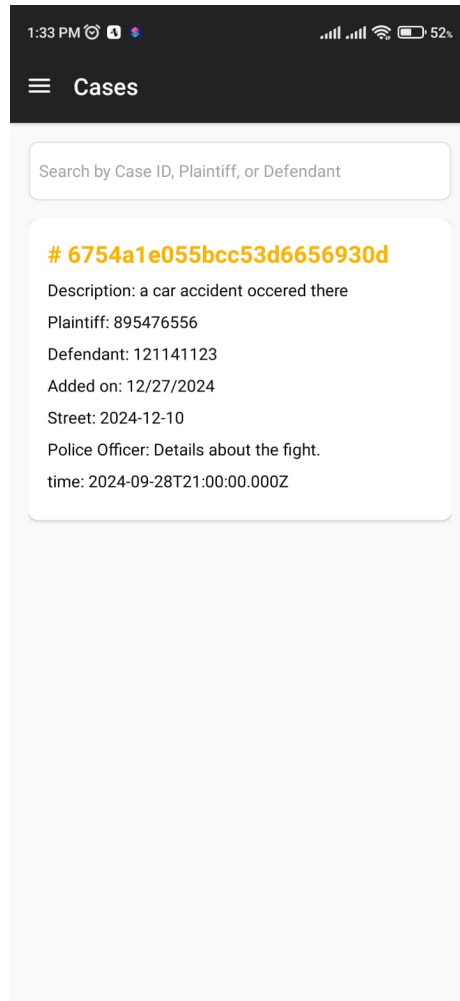 1:33 PM 52%
Cases
Search by Case ID, Plaintiff, or Defendant
# 6754a1e055bcc53d6656930d
Description: a car accident occered there
Plaintiff: 895476556
Defendant: 121141123
Added on: 12/27/2024
Street: 2024-12-10
Police Officer: Details about the fight.
time: 2024-09-28T21:00:00.000Z